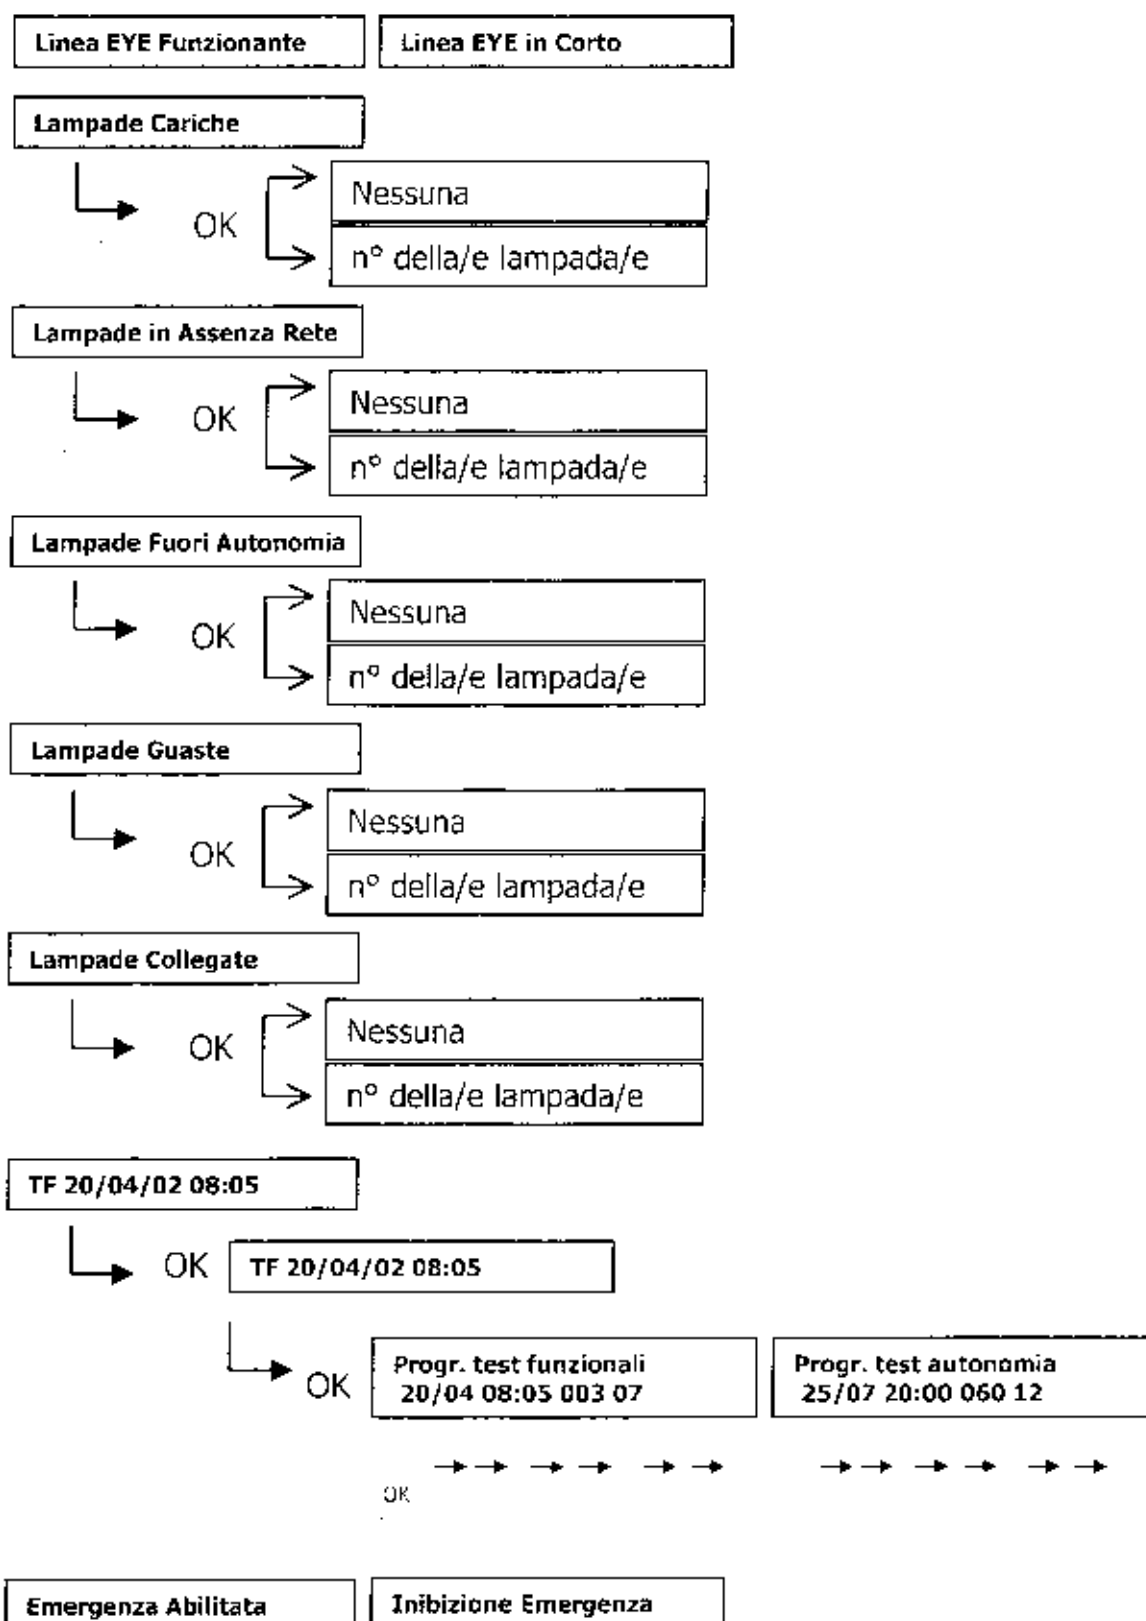 Linea EYE Funzionante
Linea EYE in Corto
Lampade Cariche
OK
Nessuna
n° della/e lampada/e
Lampade in Assenza Rete
OK
Nessuna
n° della/e lampada/e
Lampade Fuori Autonomia
OK
Nessuna
n° della/e lampada/e
Lampade Guaste
OK
Nessuna
n° della/e lampada/e
Lampade Collegate
OK
Nessuna
n° della/e lampada/e
TF 20/04/02 08:05
OK
TF 20/04/02 08:05
OK
Progr. test funzionali
20/04 08:05 003 07
Progr. test autonomia
25/07 20:00 060 12
OK
Emergenza Abilitata
Inibizione Emergenza